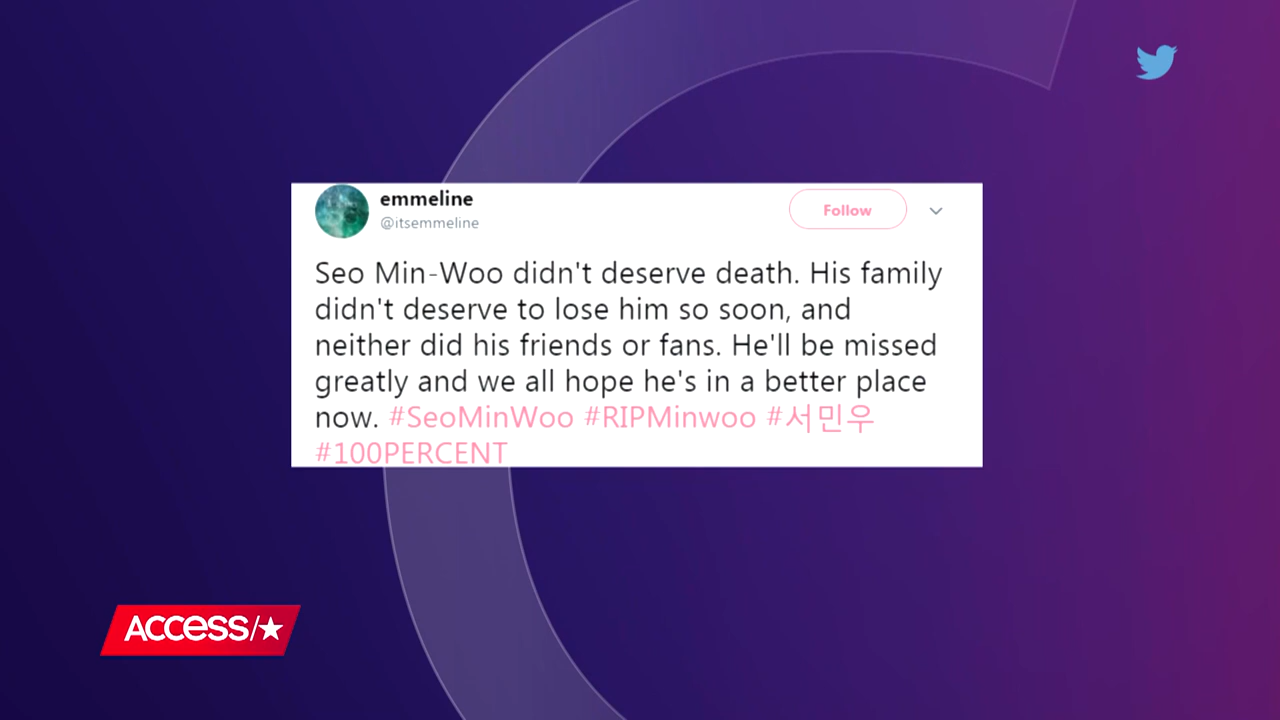 emmeline
@itsemmeline
Follow
Seo Min-Woo didn't deserve death. His family
didn't deserve to lose him so soon, and
neither did his friends or fans. He'll be missed
greatly and we all hope he's in a better place
now. #SeoMinWoo #RIPMinwoo #서민우
#100PERCENT
ACCESS/★